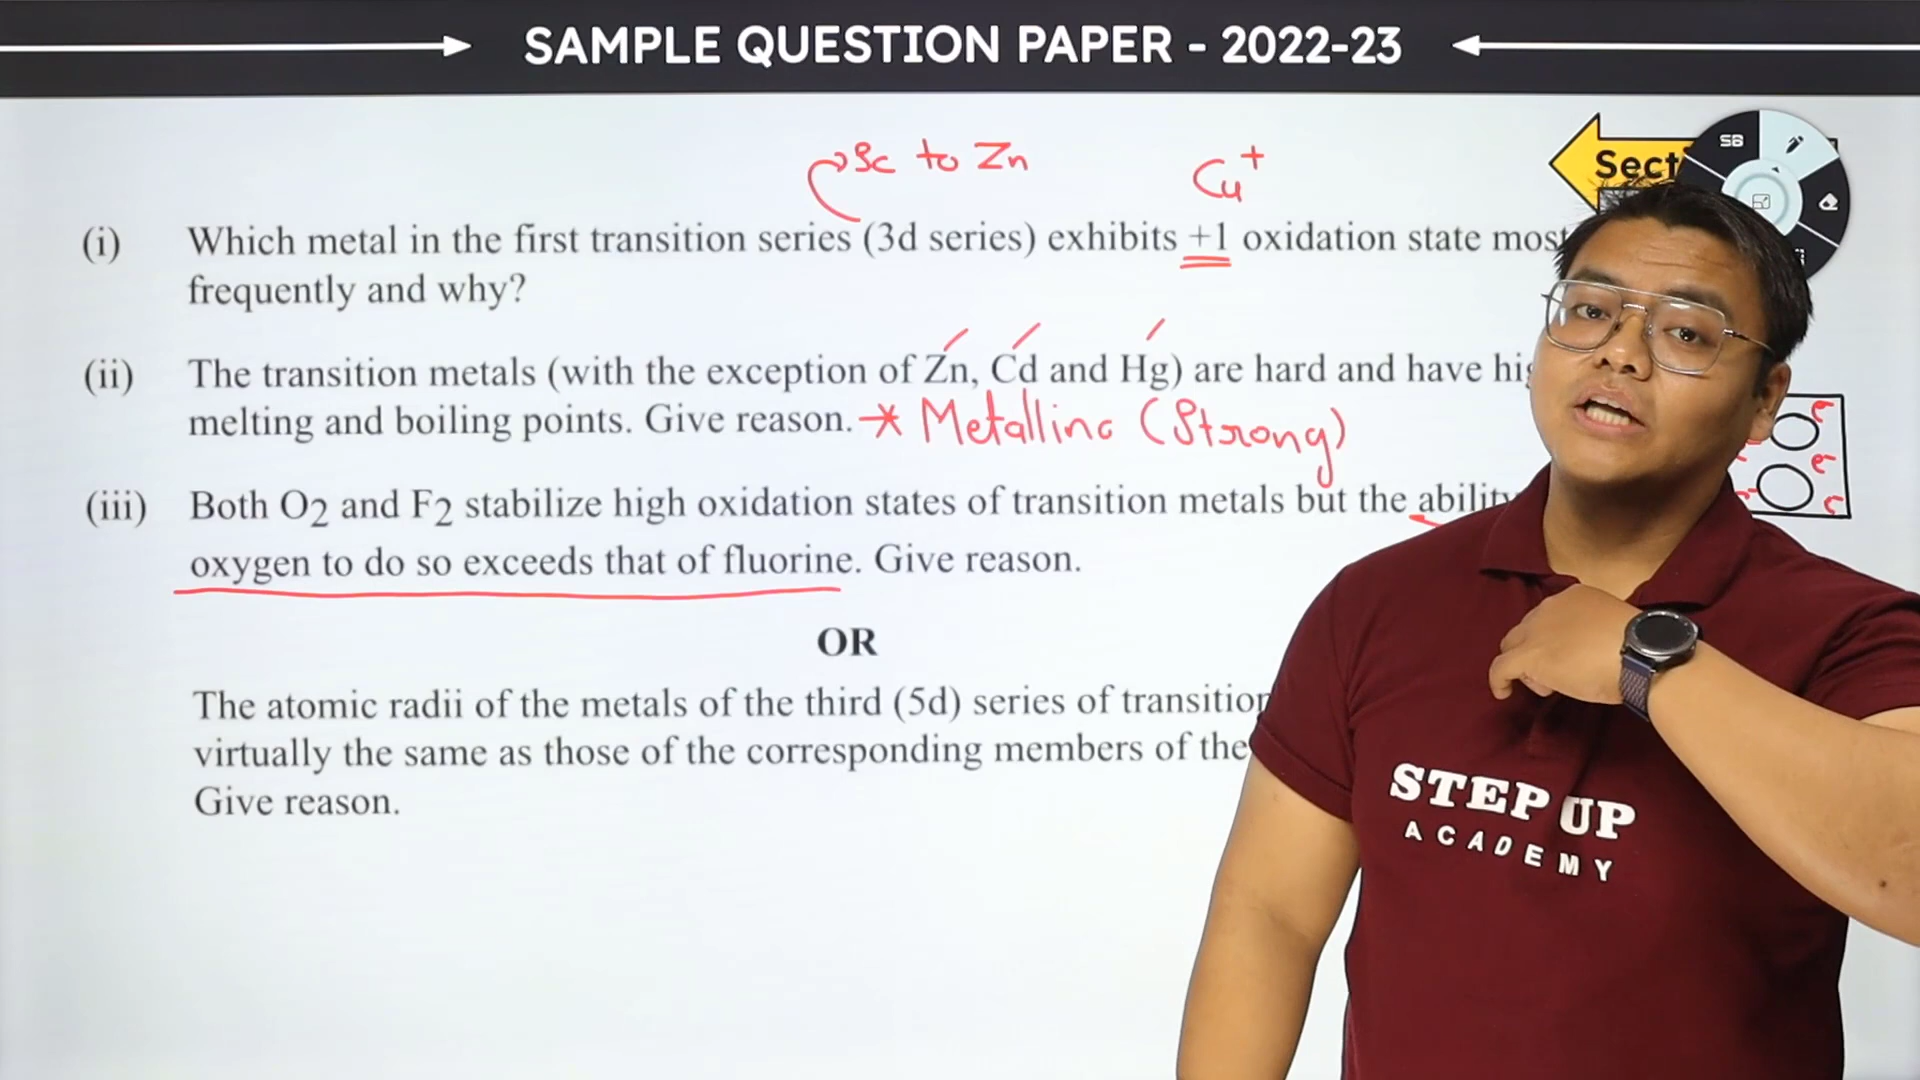 SAMPLE QUESTION PAPER - 2022-23
Sc to Zn
Cu+
SB
(i) Which metal in the first transition series (3d series) exhibits +1 oxidation state most
frequently and why?
(ii) The transition metals (with the exception of Zn, Cd and Hg) are hard and have
melting and boiling points. Give reason. * Metallinc (Strong)
(iii) Both O2 and F2 stabilize high oxidation states of transition metals but the ability
oxygen to do so exceeds that of fluorine. Give reason.
OR
The atomic radii of the metals of the third (5d) series of transition
virtually the same as those of the corresponding members of the
Give reason.
STEP UP
ACADEMY